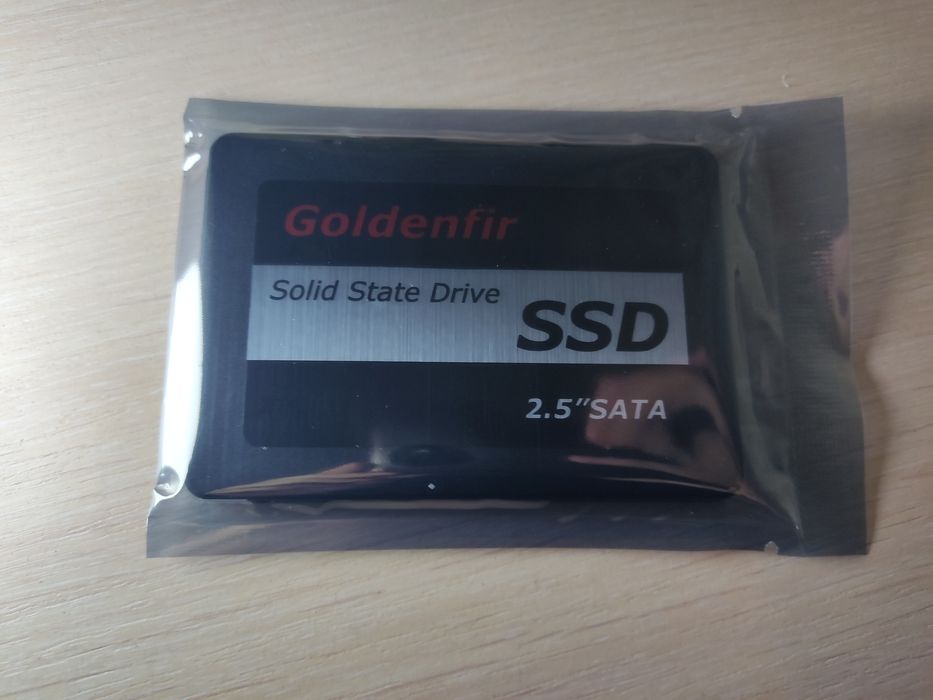 Goldenfir
Solid State Drive
SSD
2.5"SATA